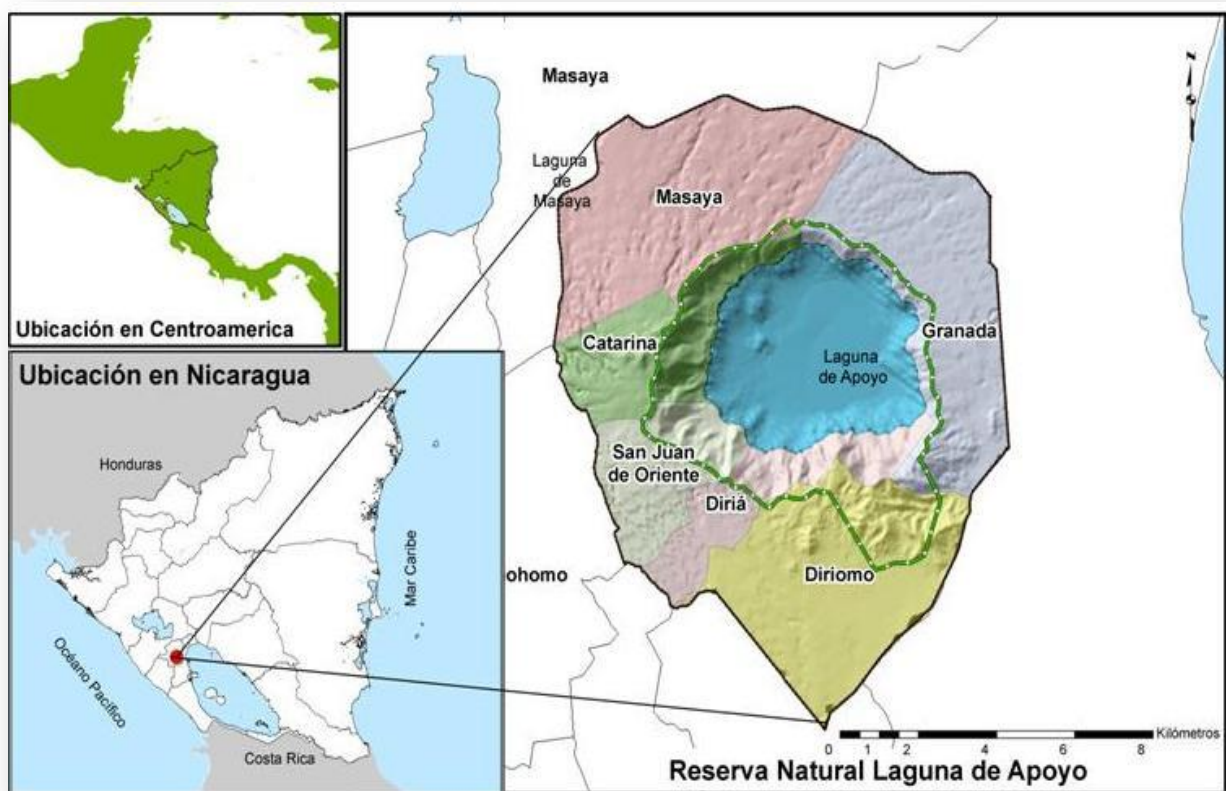 Ubicación en Centroamerica
Ubicación en Nicaragua
Honduras
Mar Caribe
Océano Pacífico
Costa Rica
Masaya
Laguna
de
Masaya
Masaya
Catarina
Granada
Laguna
de Apoyo
San Juan
de Oriente
Diriá
Diriomo
ohomo
N
0 1 2 4 6 8 Kilómetros
Reserva Natural Laguna de Apoyo